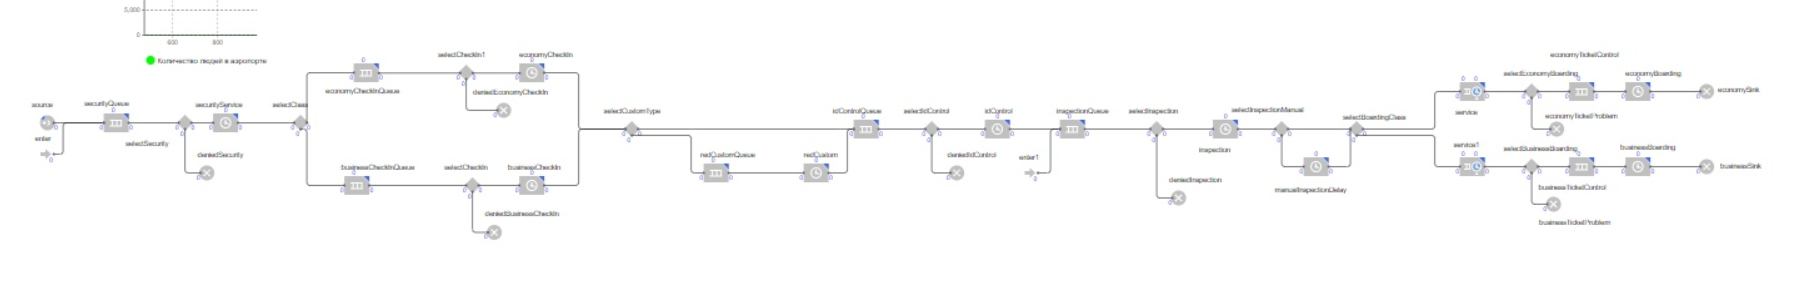 5,000
0
600
800
Количество людей в аэропорте
source
enter
securityQueue
selectSecurity
securityService
deniedSecurity
selectClass
economyCheckInQueue
selectCheckIn1
economyCheckIn
deniedEconomyCheckIn
businessCheckInQueue
selectCheckIn
businessCheckIn
deniedBusinessCheckIn
selectCustomType
redCustomQueue
redCustom
idControlQueue
selectIdControl
idControl
deniedIdControl
enter1
inspectionQueue
selectInspection
deniedInspection
inspection
selectInspectionManual
manualInspectionDelay
selectBoardingClass
service
economyTicketControl
selectEconomyBoarding
economyBoarding
economySink
economyTicketProblem
service1
selectBusinessBoarding
businessBoarding
businessSink
businessTicketControl
businessTicketProblem